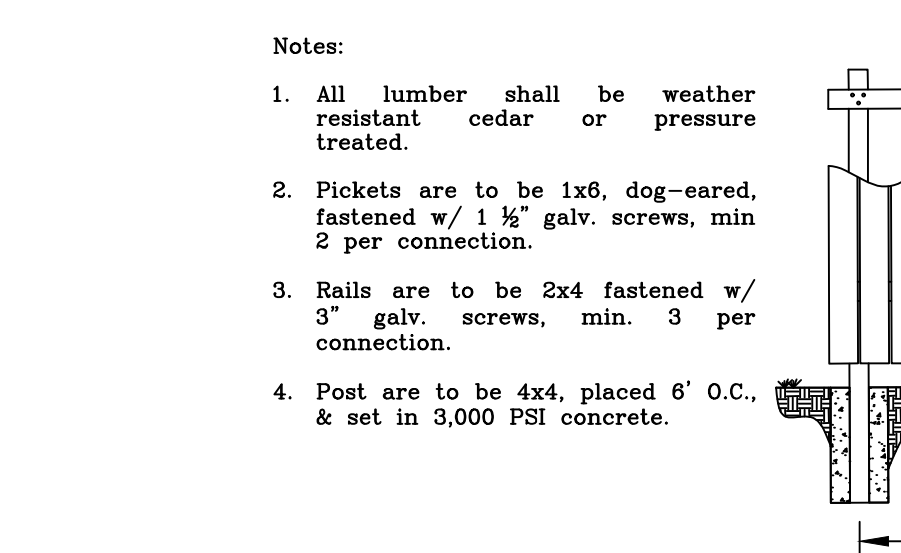 Notes:
1. All lumber shall be weather
resistant cedar or pressure
treated.
2. Pickets are to be 1x6, dog-eared,
fastened w/ 1 ½" galv. screws, min
2 per connection.
3. Rails are to be 2x4 fastened w/
3" galv. screws, min. 3 per
connection.
4. Post are to be 4x4, placed 6' O.C.,
& set in 3,000 PSI concrete.